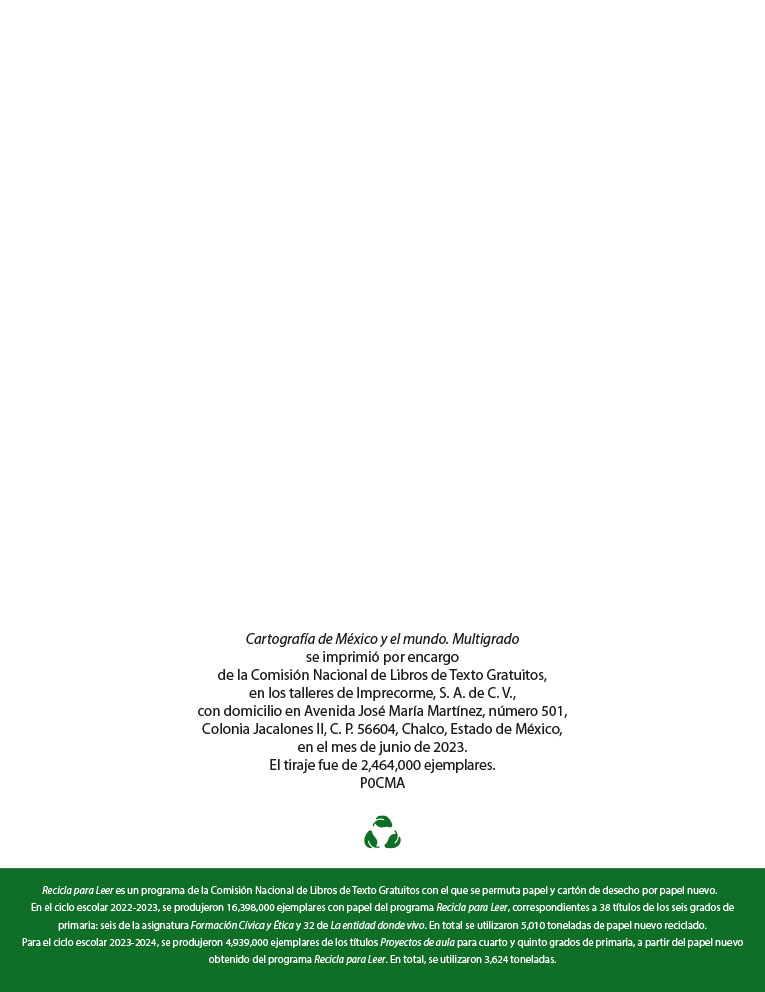 Cartografía de México y el mundo. Multigrado
se imprimió por encargo
de la Comisión Nacional de Libros de Texto Gratuitos,
en los talleres de Imprecorme, S. A. de C. V.,
con domicilio en Avenida José María Martínez, número 501,
Colonia Jacalones II, C. P. 56604, Chalco, Estado de México,
en el mes de junio de 2023.
El tiraje fue de 2,464,000 ejemplares.
P0CMA
Recicla para Leer es un programa de la Comisión Nacional de Libros de Texto Gratuitos con el que se permuta papel y cartón de desecho por papel nuevo.
En el ciclo escolar 2022-2023, se produjeron 16,398,000 ejemplares con papel del programa Recicla para Leer, correspondientes a 38 títulos de los seis grados de
primaria: seis de la asignatura Formación Cívica y Ética y 32 de La entidad donde vivo. En total se utilizaron 5,010 toneladas de papel nuevo reciclado.
Para el ciclo escolar 2023-2024, se produjeron 4,939,000 ejemplares de los títulos Proyectos de aula para cuarto y quinto grados de primaria, a partir del papel nuevo
obtenido del programa Recicla para Leer. En total, se utilizaron 3,624 toneladas.